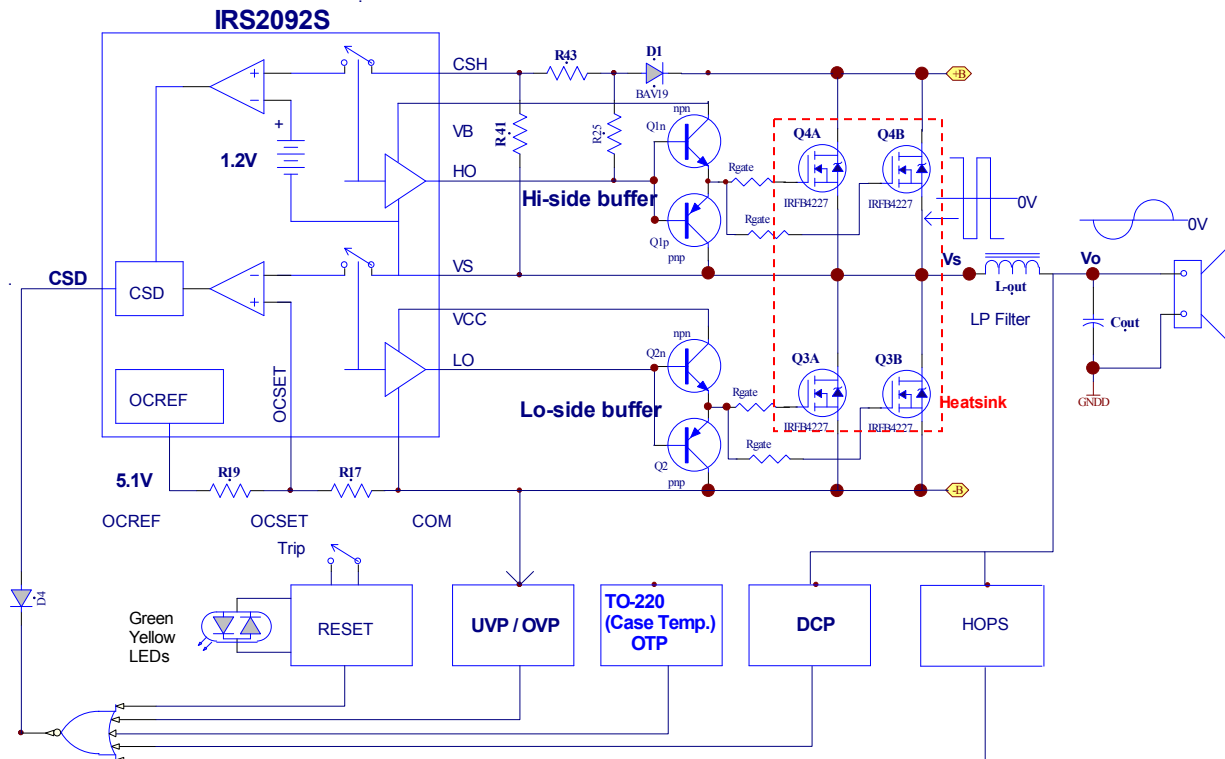 IRS2092S
R43
D1
CSH
+B
BAV19
npn
VB
R41
R25
Q1n
Q4A
Q4B
+
1.2V
Rgate
HO
IRFB4227
IRFB4227
0V
Hi-side buffer
0V
Rgate
Q1p
pnp
CSD
VS
Vs
Vo
CSD
L-out
VCC
LP Filter
Cout
npn
Q2n
LO
Q3A
Q3B
OCREF
OCSET
Rgate
GNDD
Lo-side buffer
Heatsink
IRFB4227
IRFB4227
Rgate
Q2
5.1V
R19
R17
pnp
-B
OCREF
OCSET
COM
Trip
D4
Green
Yellow
LEDs
RESET
UVP / OVP
TO-220
(Case Temp.)
OTP
DCP
HOPS